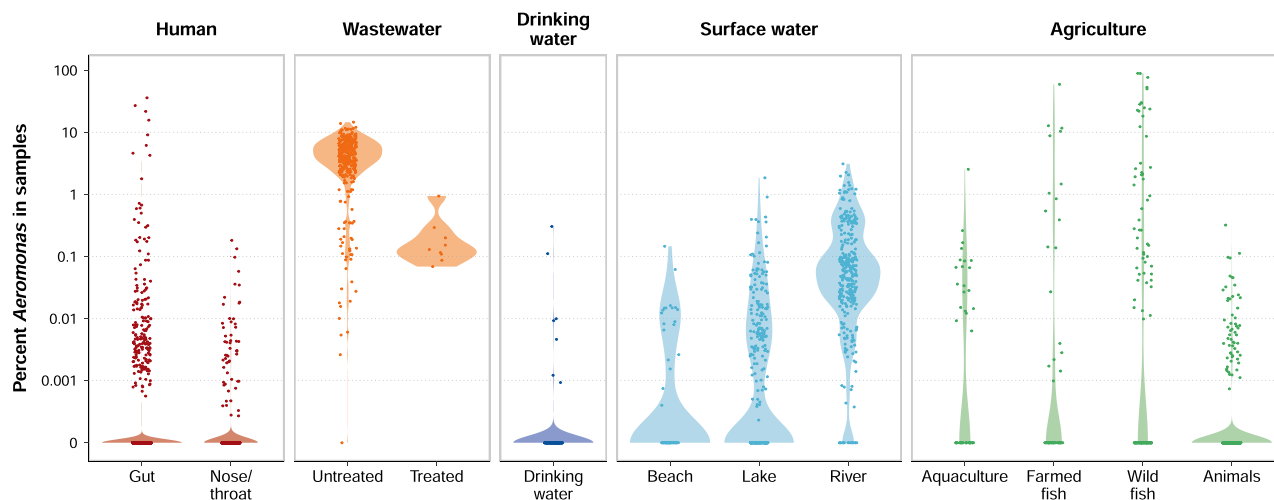 Human
Wastewater
Drinking
water
Surface water
Agriculture
Percent Aeromonas in samples
100
10
1
0.1
0.01
0.001
0
Gut
Nose/
throat
Untreated
Treated
Drinking
water
Beach
Lake
River
Aquaculture
Farmed
fish
Wild
fish
Animals